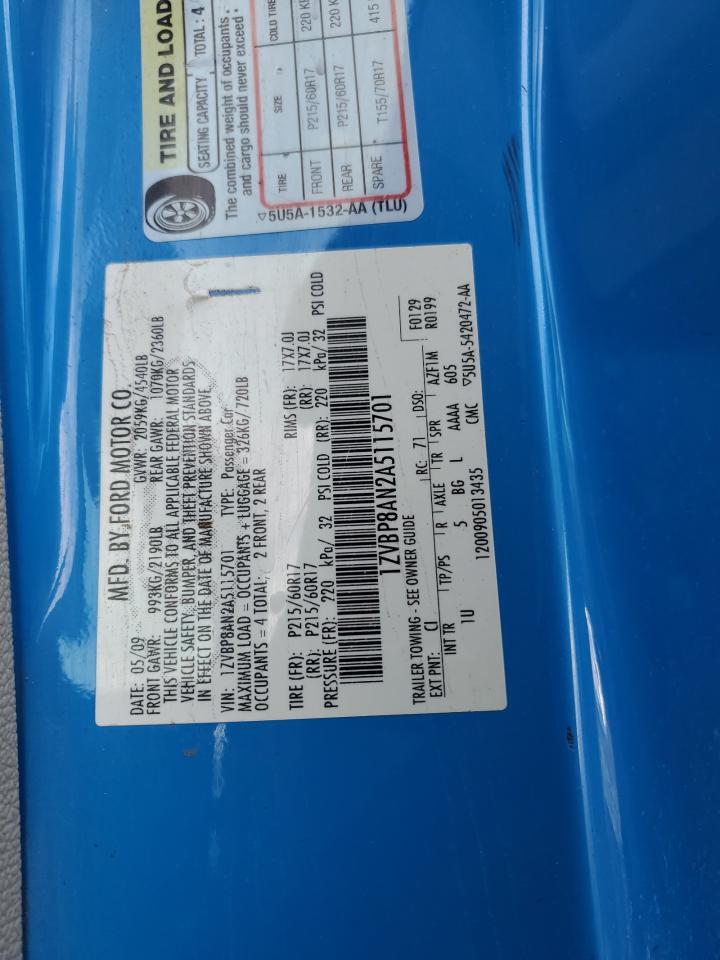 TIRE AND LOAD
SEATING CAPACITY TOTAL: 4
The combined weight of occupants
and cargo should never exceed
TIRE SIZE COLD TIRE
FRONT P215/60R17 220
REAR P215/60R17 220
SPARE T155/70R17 415
▽5U5A-1532-AA (TLU)
MFD. BY FORD MOTOR CO.
DATE: 05/09 GVWR: 2059KG/4540LB
FRONT GAWR: 993KG/2190LB REAR GAWR: 1070KG/2360LB
THIS VEHICLE CONFORMS TO ALL APPLICABLE FEDERAL MOTOR
VEHICLE SAFETY, BUMPER, AND THEFT PREVENTION STANDARDS
IN EFFECT ON THE DATE OF MANUFACTURE SHOWN ABOVE.
VIN: 1ZVBP8AN2A5115701 TYPE: Passenger Car
MAXIMUM LOAD = OCCUPANTS + LUGGAGE = 326KG/720LB
OCCUPANTS = 4 TOTAL: 2 FRONT, 2 REAR
TIRE (FR): P215/60R17 RIMS (FR): 17X7.0J
(RR): P215/60R17 (RR): 17X7.0J
PRESSURE (FR): 220 kPa/ 32 PSI COLD (RR): 220 kPa/ 32 PSI COLD
1ZVBP8AN2A5115701
TRAILER TOWING - SEE OWNER GUIDE
EXT PNT: CI RC: 71 DSO: F0129
R0199
INT TR TP/PS R AXLE TR SPR AZF1M
1U 5 BG L AAAA 605
CMC ▽5U5A-5420472-AA
1200905013435